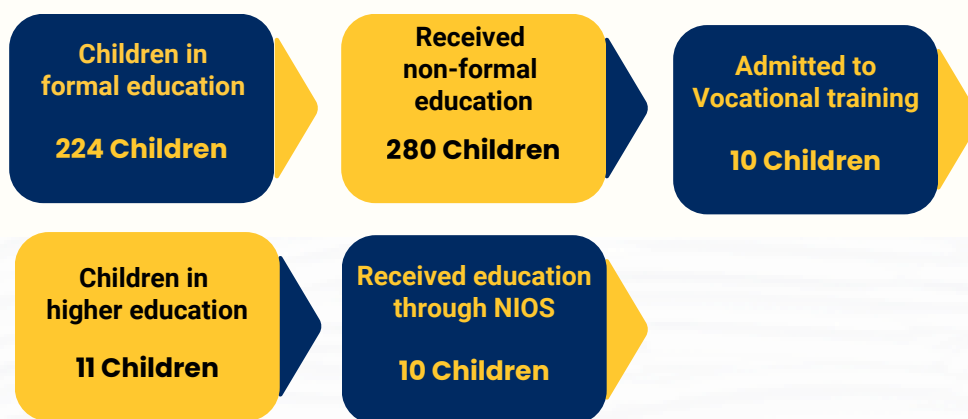 Children in
formal education
224 Children
Received
non-formal
education
280 Children
Admitted to
Vocational training
10 Children
Children in
higher education
11 Children
Received education
through NIOS
10 Children